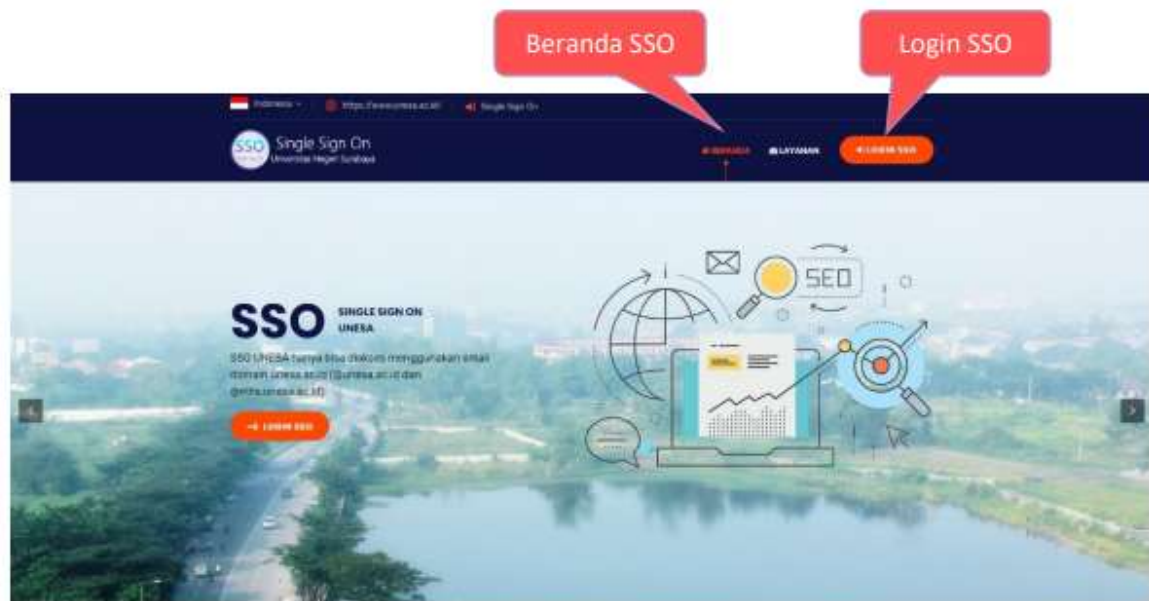 Beranda SSO
Login SSO
Indonesia
https://www.unesa.ac.id/
Single Sign On
SSO
Single Sign On
Universitas Negeri Surabaya
BERANDA
LAYANAN
LOGIN SSO
SEO
SSO
SINGLE SIGN ON
UNESA
SSO UNESA hanya bisa diakses menggunakan email
domain unesa.ac.id (@unesa.ac.id dan
@mhs.unesa.ac.id)
LOGIN SSO